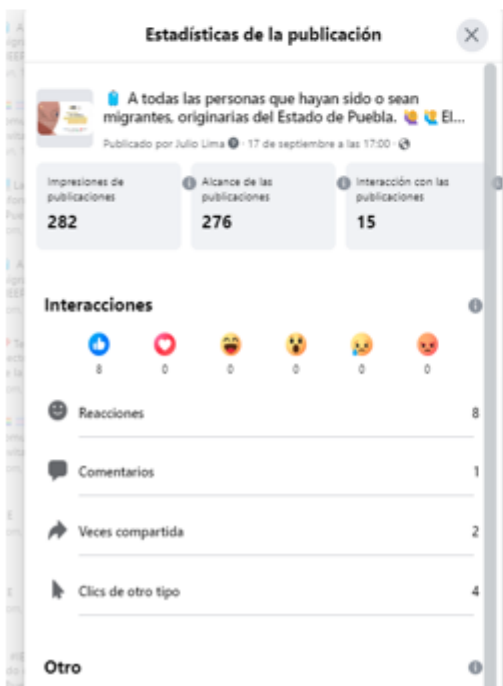 Estadísticas de la publicación
A todas las personas que hayan sido o sean
migrantes, originarias del Estado de Puebla. El...
Publicado por Julio Lima · 17 de septiembre a las 17:00 ·
Impresiones de
publicaciones
282
Alcance de las
publicaciones
276
Interacción con las
publicaciones
15
Interacciones
8 0 0 0 0 0
Reacciones 8
Comentarios 1
Veces compartida 2
Clics de otro tipo 4
Otro